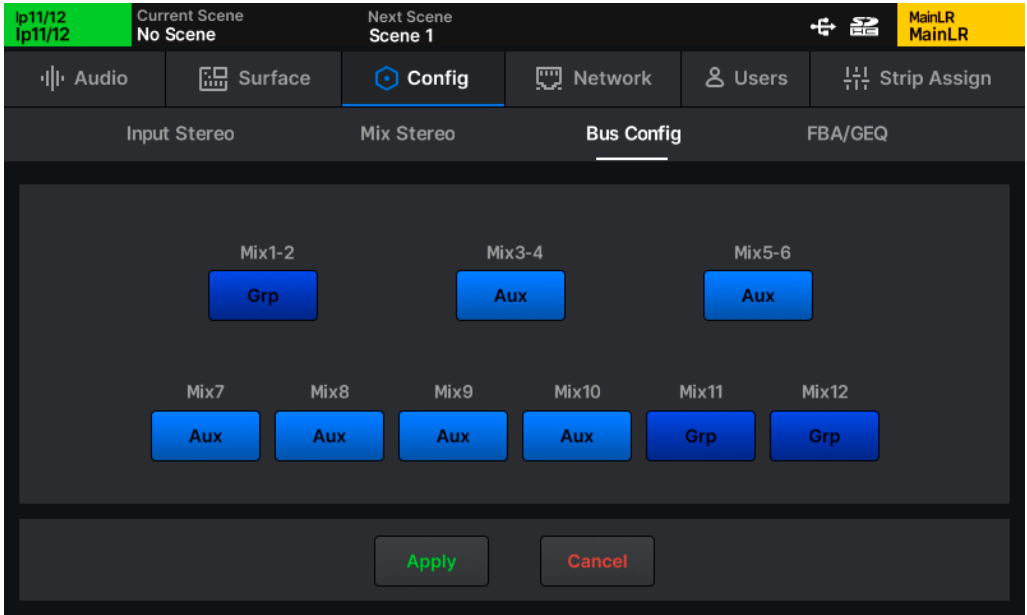 Ip11/12
Ip11/12
Current Scene
No Scene
Next Scene
Scene 1
MainLR
MainLR
Audio
Surface
Config
Network
Users
Strip Assign
Input Stereo
Mix Stereo
Bus Config
FBA/GEQ
Mix1-2
Mix3-4
Mix5-6
Grp
Aux
Aux
Mix7
Mix8
Mix9
Mix10
Mix11
Mix12
Aux
Aux
Aux
Aux
Grp
Grp
Apply
Cancel